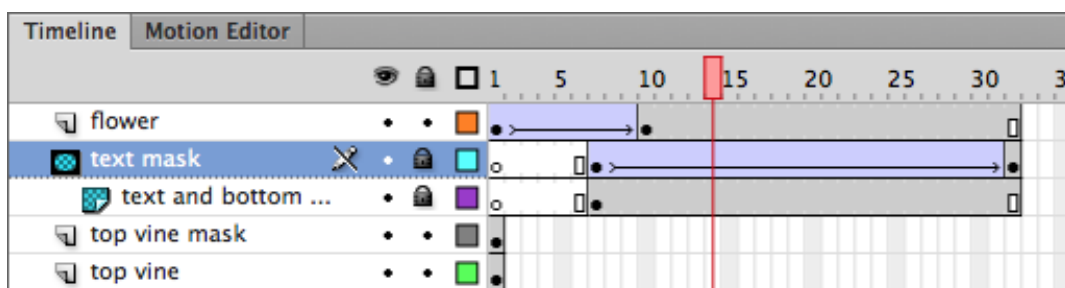 Timeline Motion Editor
1 5 10 15 20 25 30 3
flower
text mask
text and bottom ...
top vine mask
top vine